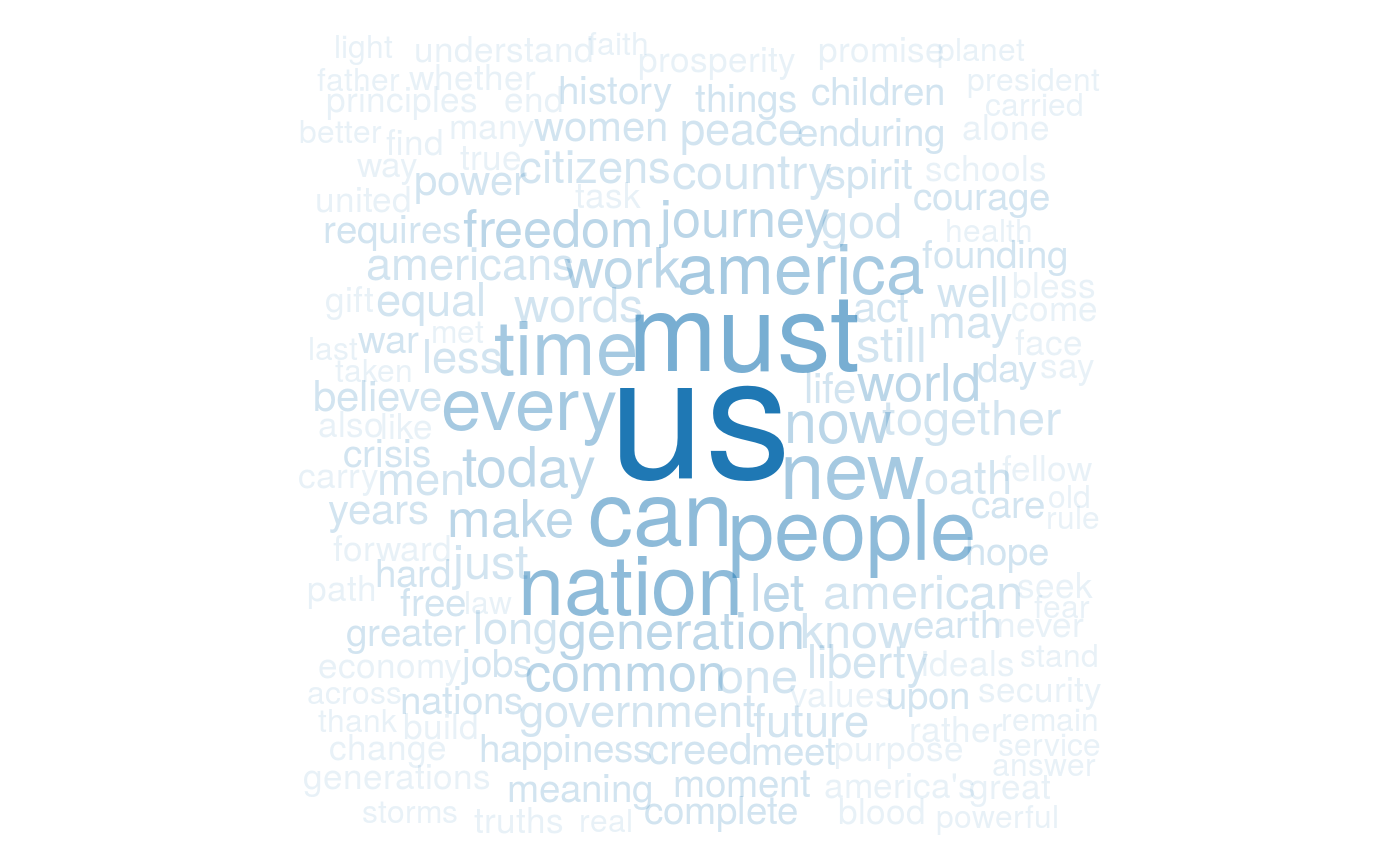 light understand faith prosperity promise planet
father whether history things children president
principles end carried
better find many women peace enduring alone
way true citizens country spirit schools
united power task courage
requires freedom journey god health
americans work america founding
gift equal words act well bless
war met time must still may come
last less face
taken life world day say
believe every us now together
also like
crisis today new oath fellow
carry men old
years make can people care rule
forward just hope
path hard nation let american seek
free law fear
greater long generation know earth never
economy jobs common one liberty ideals stand
across nations values upon security
thank build government future rather remain
change happiness creed meet purpose service
generations meaning moment america's great answer
storms truths real complete blood powerful